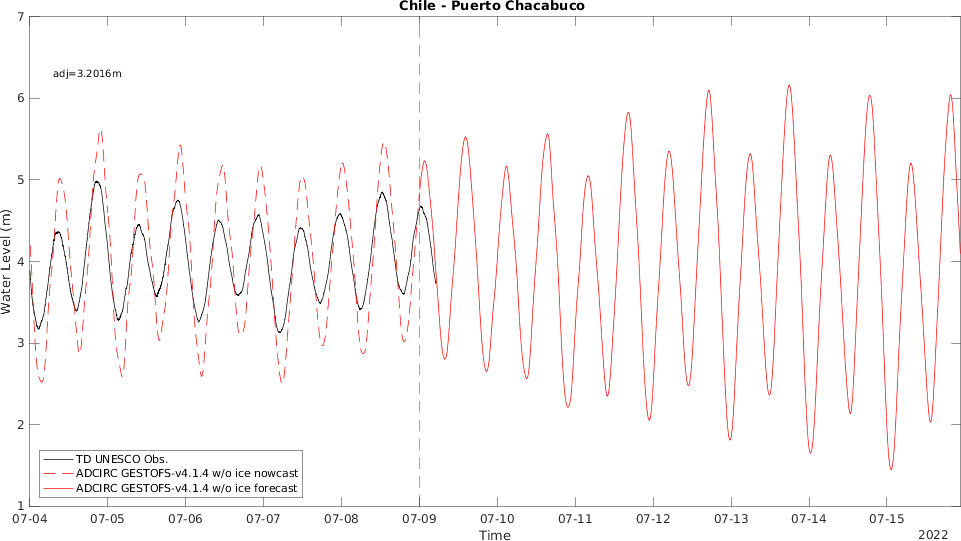 Chile - Puerto Chacabuco
7
adj=3.2016m
6
5
4
3
2
1
Water Level (m)
TD UNESCO Obs.
ADCIRC GESTOFS-v4.1.4 w/o ice nowcast
ADCIRC GESTOFS-v4.1.4 w/o ice forecast
07-04 07-05 07-06 07-07 07-08 07-09 07-10 07-11 07-12 07-13 07-14 07-15
Time
2022